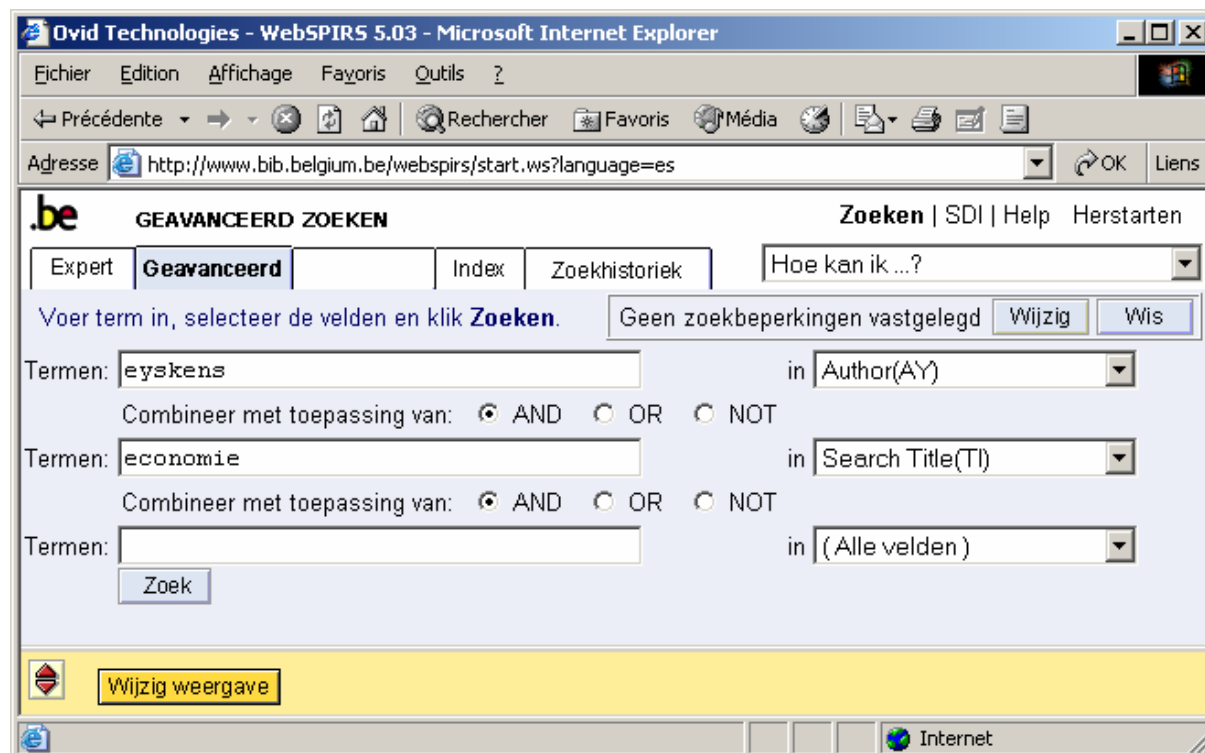 Ovid Technologies - WebSPIRS 5.03 - Microsoft Internet Explorer
Fichier Edition Affichage Favoris Outils ?
Précédente Rechercher Favoris Média
Adresse http://www.bib.belgium.be/webspirs/start.ws?language=es OK Liens
.be GEAVANCEERD ZOEKEN Zoeken | SDI | Help Herstarten
Expert Geavanceerd Index Zoekhistoriek Hoe kan ik ...?
Voer term in, selecteer de velden en klik Zoeken. Geen zoekbeperkingen vastgelegd Wijzig Wis
Termen: eyskens in Author(AY)
Combineer met toepassing van: AND OR NOT
Termen: economie in Search Title(TI)
Combineer met toepassing van: AND OR NOT
Termen: in ( Alle velden )
Zoek
Wijzig weergave
Internet